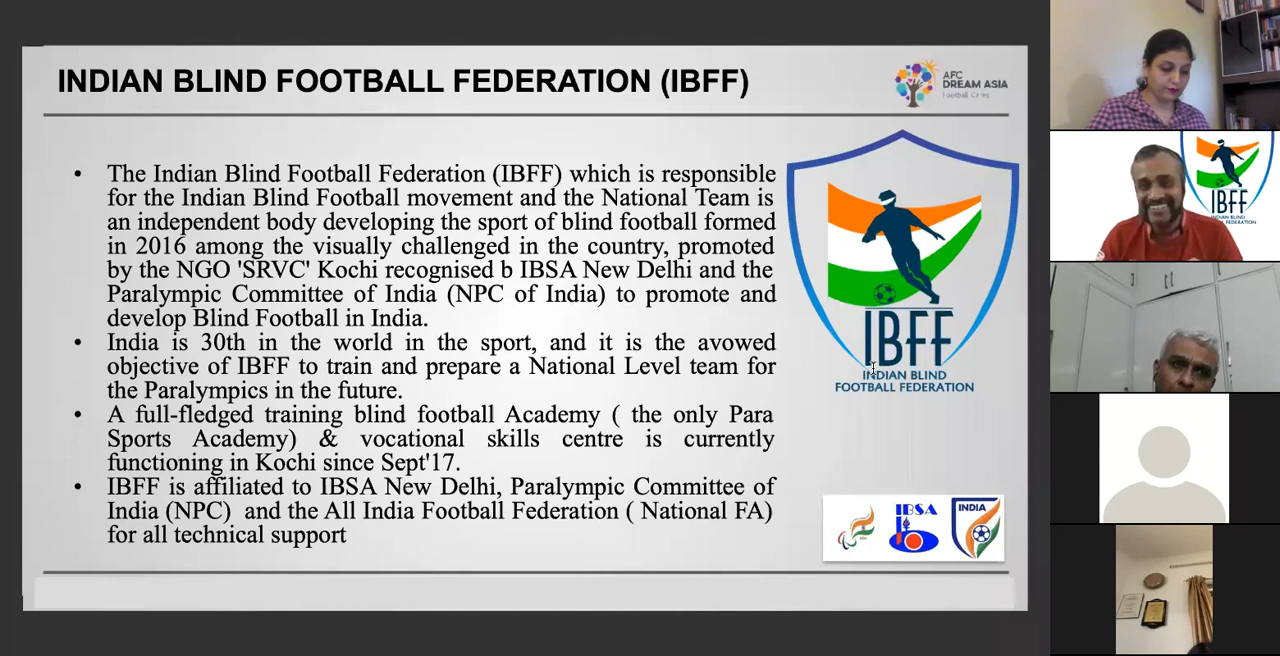 INDIAN BLIND FOOTBALL FEDERATION (IBFF)
AFC
DREAM ASIA
Football Cares
• The Indian Blind Football Federation (IBFF) which is responsible
for the Indian Blind Football movement and the National Team is
an independent body developing the sport of blind football formed
in 2016 among the visually challenged in the country, promoted
by the NGO 'SRVC' Kochi recognised b IBSA New Delhi and the
Paralympic Committee of India (NPC of India) to promote and
develop Blind Football in India.
• India is 30th in the world in the sport, and it is the avowed
objective of IBFF to train and prepare a National Level team for
the Paralympics in the future.
• A full-fledged training blind football Academy ( the only Para
Sports Academy) & vocational skills centre is currently
functioning in Kochi since Sept'17.
• IBFF is affiliated to IBSA New Delhi, Paralympic Committee of
India (NPC) and the All India Football Federation ( National FA)
for all technical support
IBFF
INDIAN BLIND
FOOTBALL FEDERATION
IBSA
INDIA
IBFF
INDIAN BLIND
FEDERATION